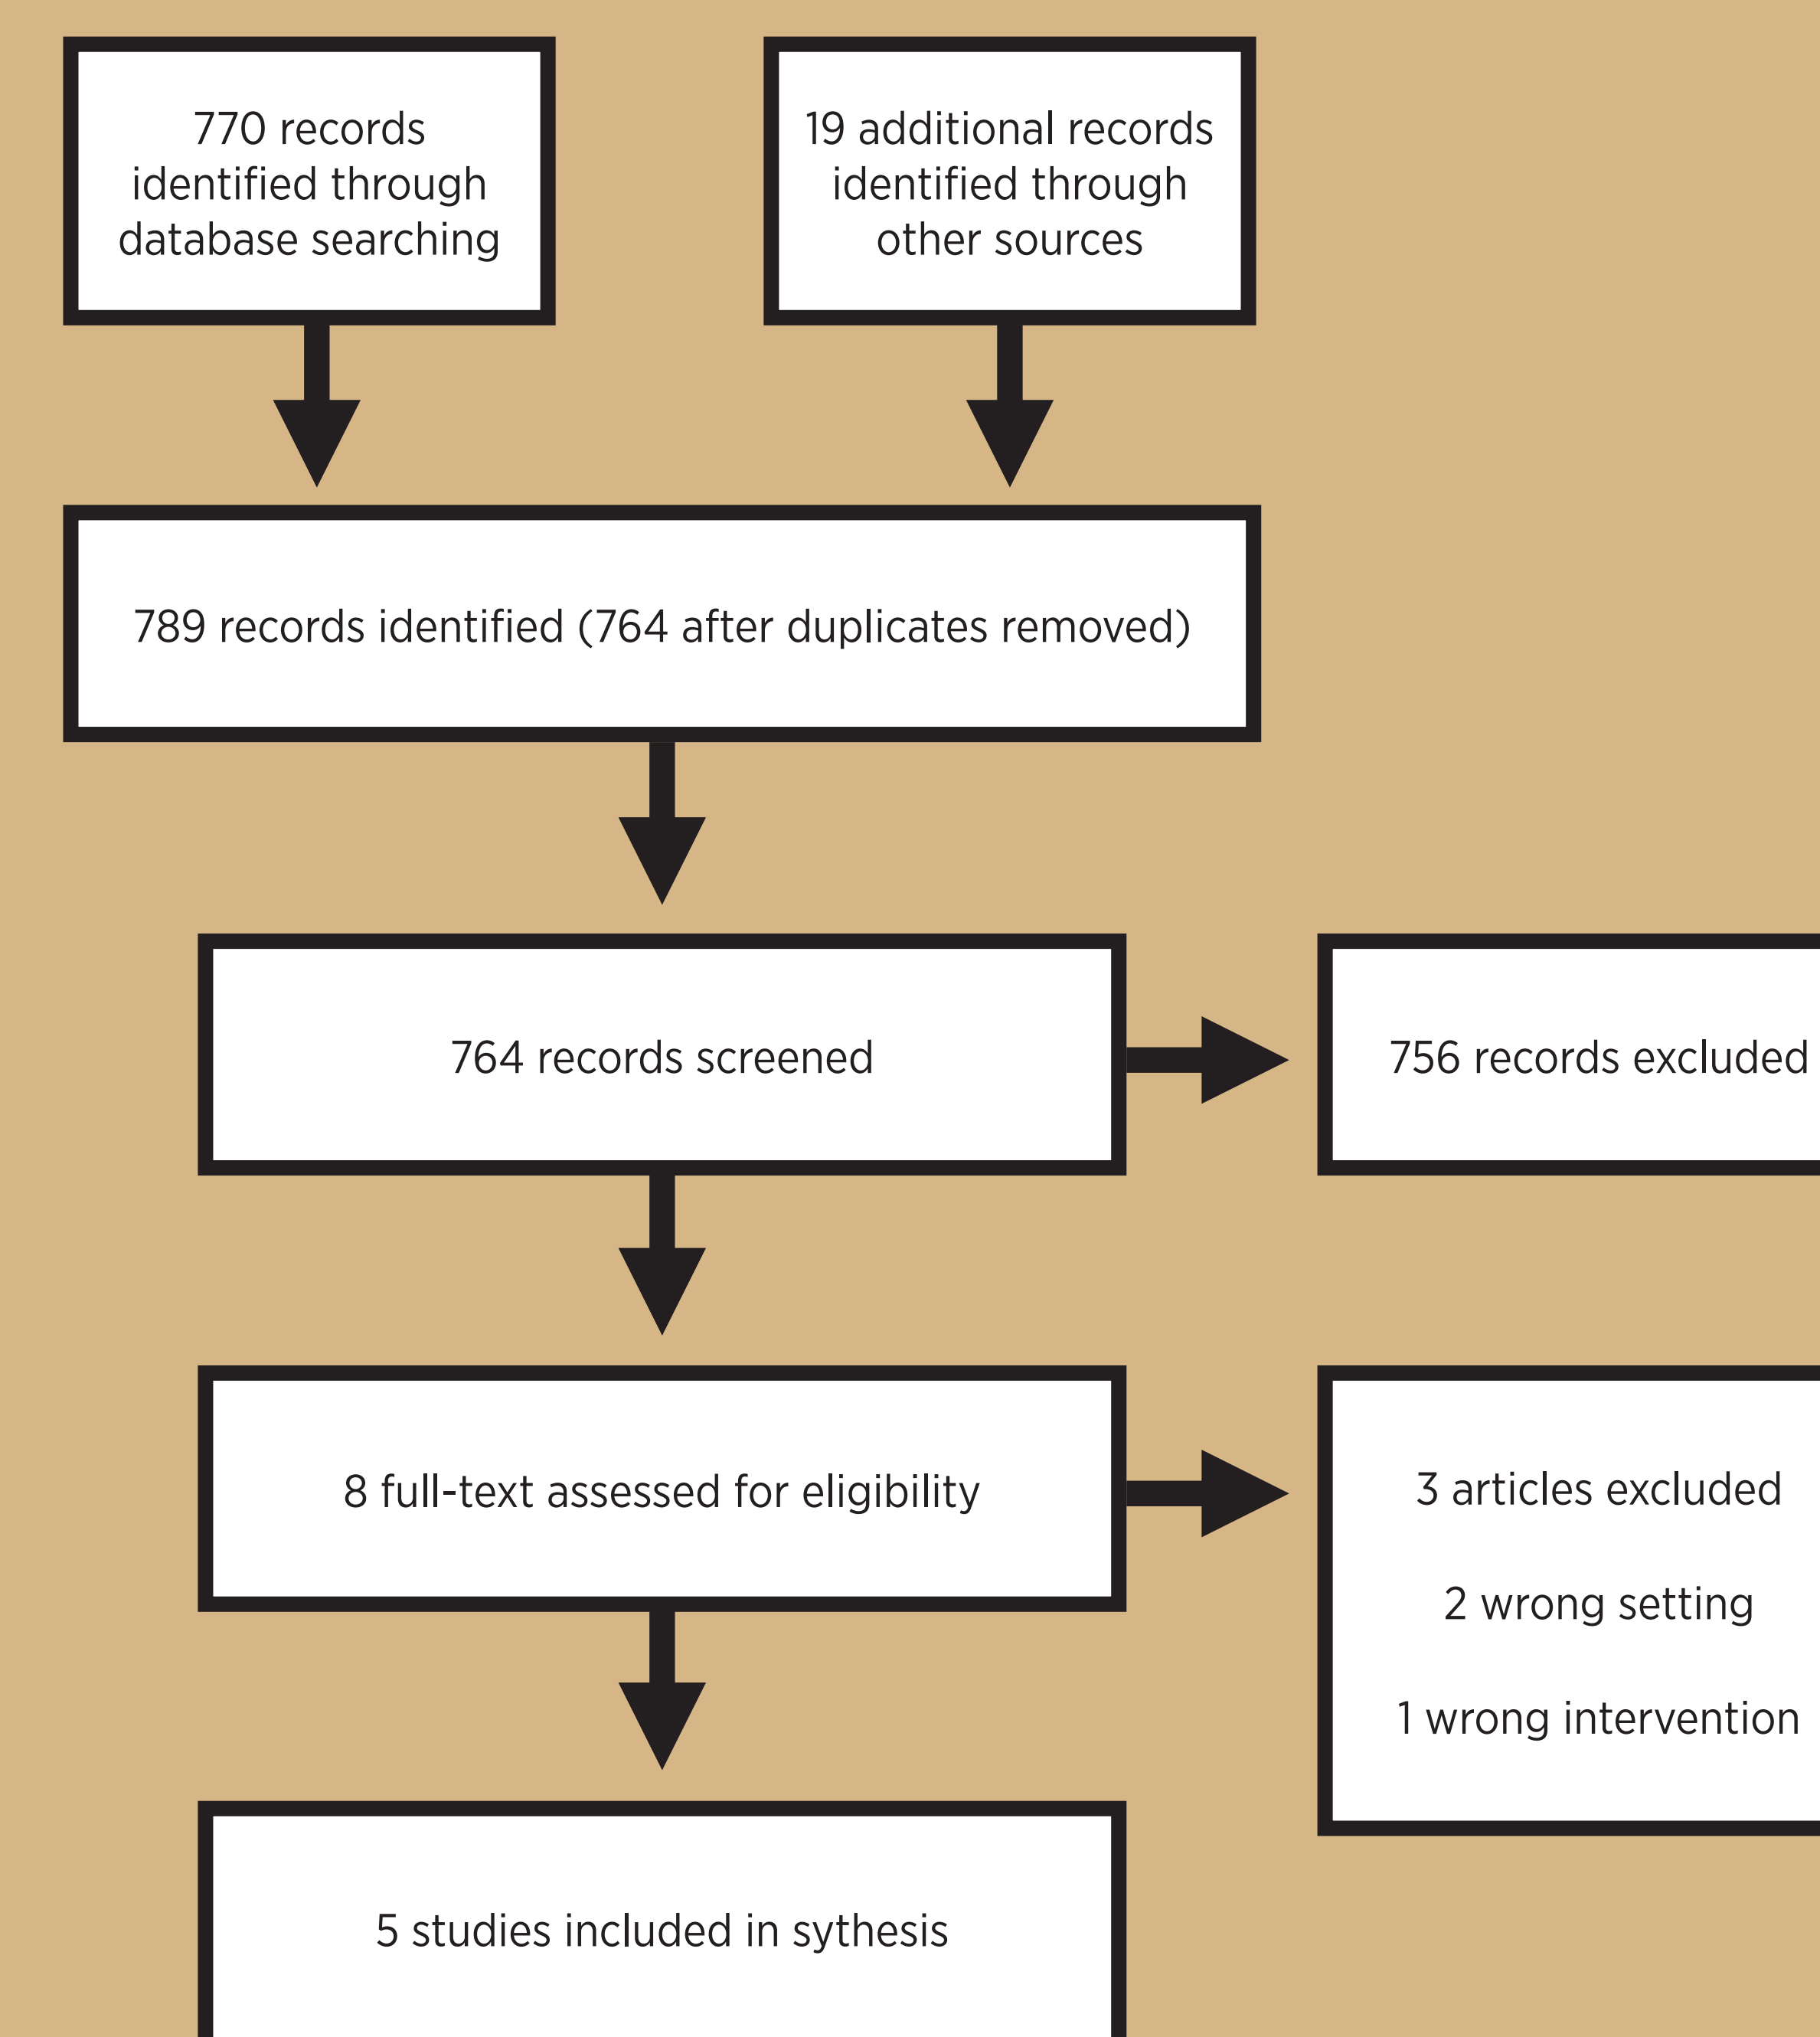 770 records
identified through
database searching
19 additional records
identified through
other sources
789 records identified (764 after duplicates removed)
764 records screened
756 records excluded
8 full-text assessed for eligibility
3 articles excluded
2 wrong setting
1 wrong intervention
5 studies included in sythesis